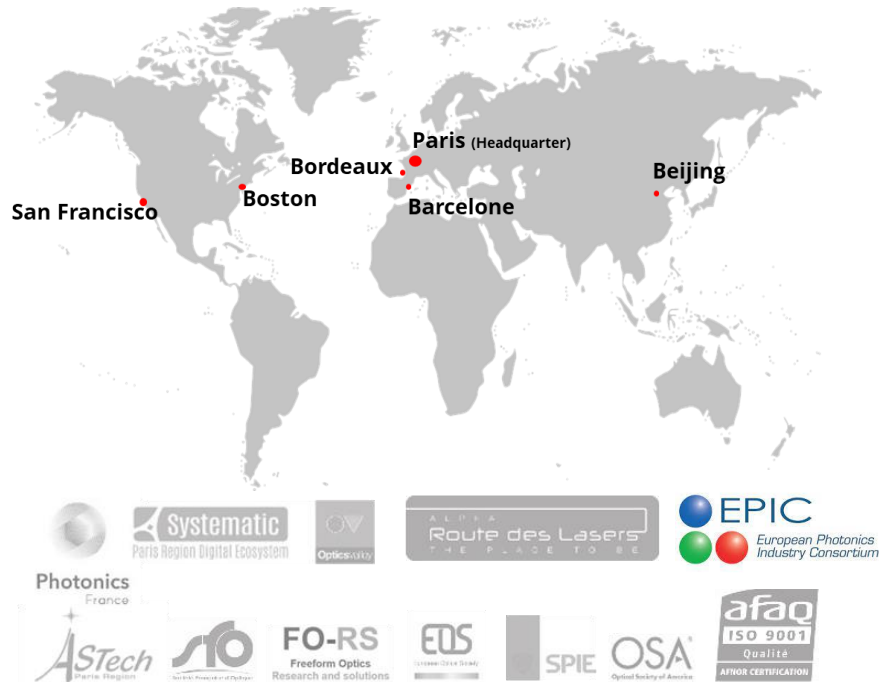 Paris (Headquarter)
Bordeaux
Beijing
Boston
San Francisco
Barcelone
Systematic
Paris Region Digital Ecosystem
Opticsvalley
ALPHA
Route des Lasers
THE PLACE TO BE
EPIC
European Photonics
Industry Consortium
Photonics
France
ASTech
Paris Region
sfo
FO-RS
Freeform Optics
Research and solutions
EOS
European Optical Society
SPIE
OSA
Optical Society of America
afaq
ISO 9001
Qualité
AFNOR CERTIFICATION